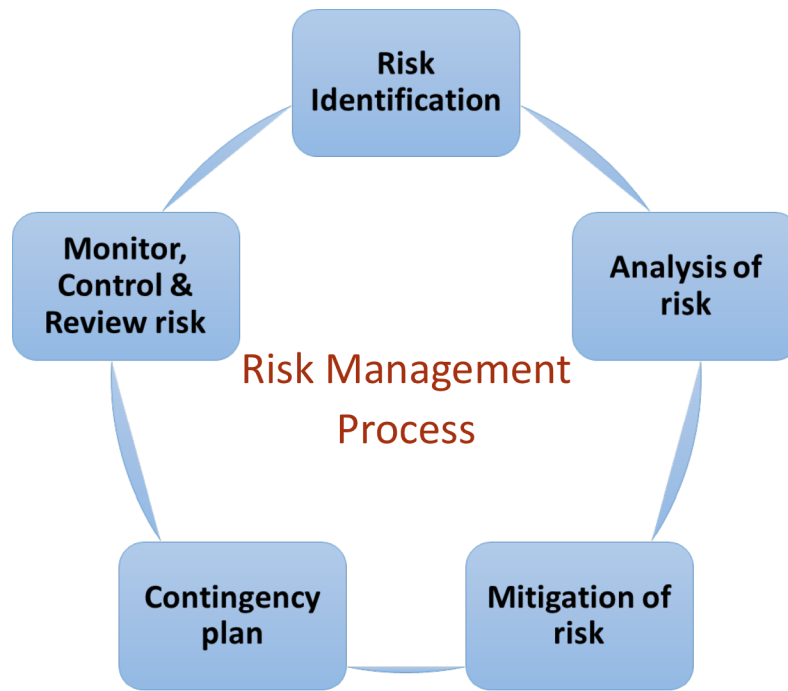 Risk
Identification
Analysis of
risk
Mitigation of
risk
Contingency
plan
Monitor,
Control &
Review risk
Risk Management
Process